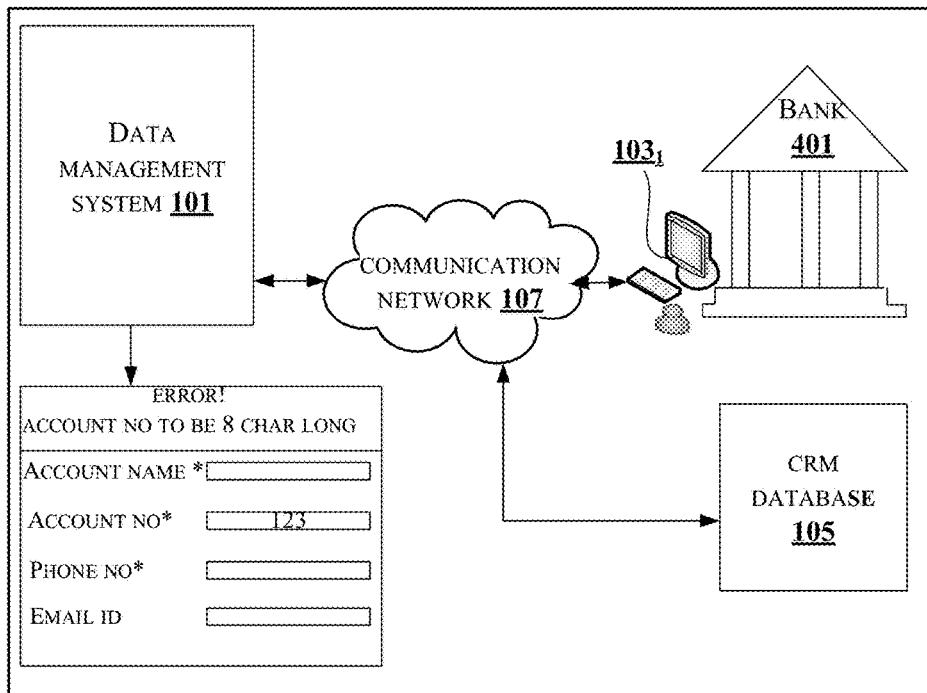 DATA
MANAGEMENT
SYSTEM 101
COMMUNICATION
NETWORK 107
103₁
BANK
401
ERROR!
ACCOUNT NO TO BE 8 CHAR LONG
ACCOUNT NAME *
ACCOUNT NO* 123
PHONE NO*
EMAIL ID
CRM
DATABASE
105